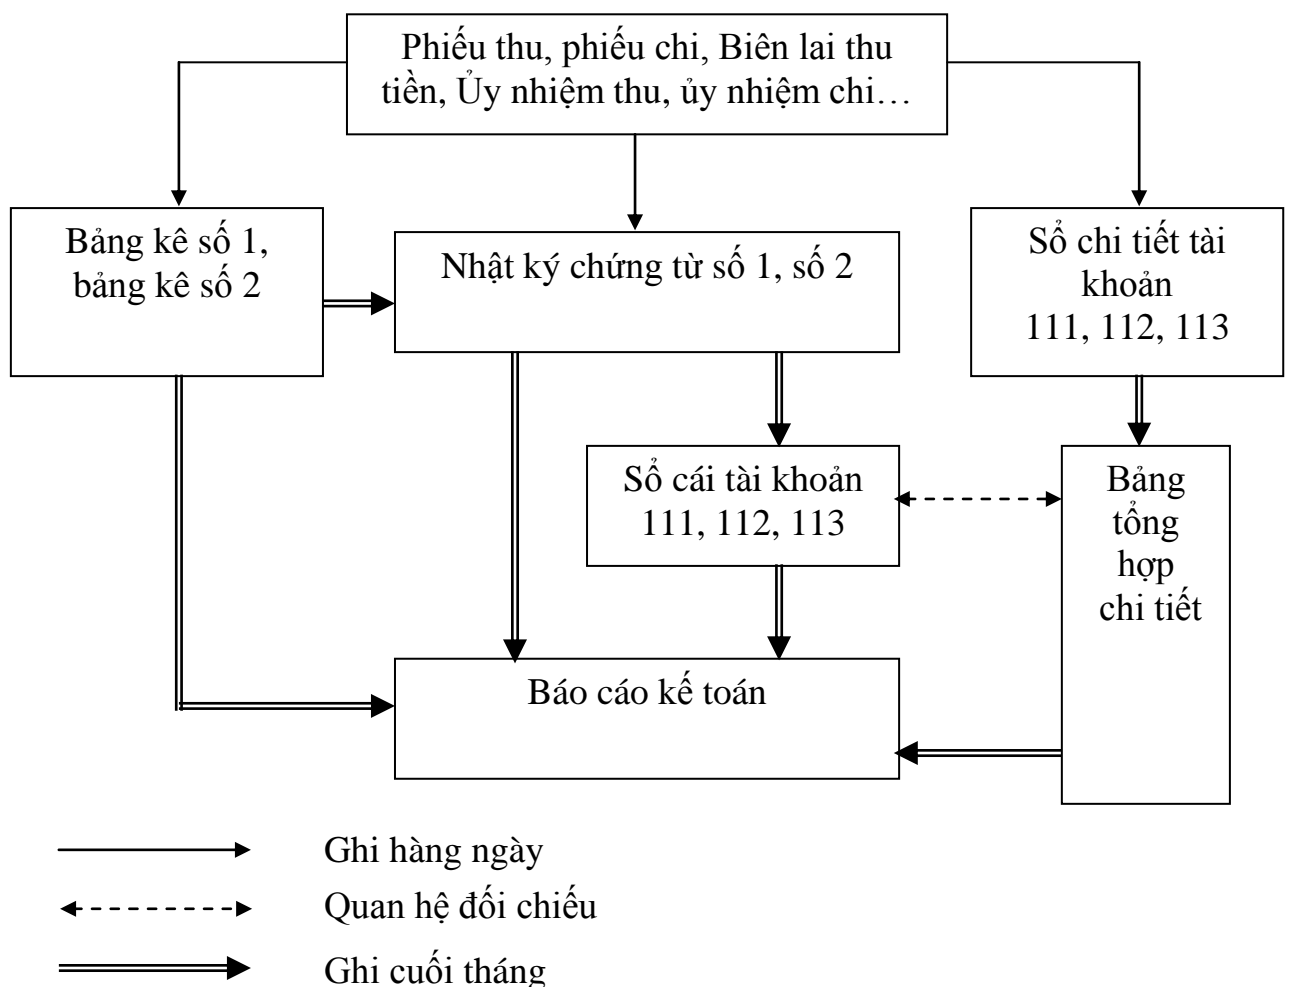 Phiếu thu, phiếu chi, Biên lai thu
tiền, Ủy nhiệm thu, ủy nhiệm chi…
Bảng kê số 1,
bảng kê số 2
Nhật ký chứng từ số 1, số 2
Sổ chi tiết tài
khoản
111, 112, 113
Sổ cái tài khoản
111, 112, 113
Bảng
tổng
hợp
chi tiết
Báo cáo kế toán
Ghi hàng ngày
Quan hệ đối chiếu
Ghi cuối tháng